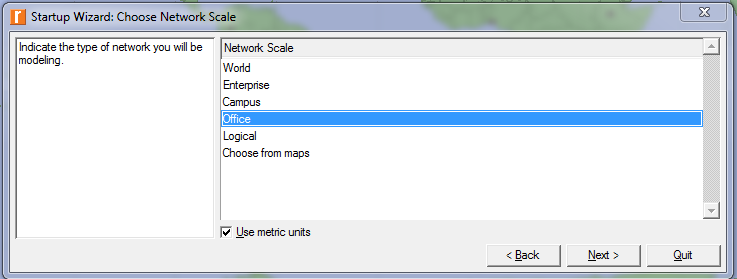 Startup Wizard: Choose Network Scale
Indicate the type of network you will be
modeling.
Network Scale
World
Enterprise
Campus
Office
Logical
Choose from maps
Use metric units
< Back
Next >
Quit